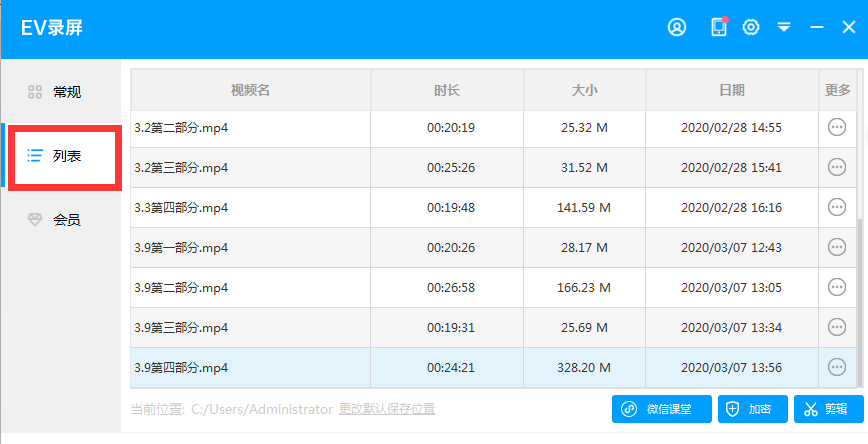 EV录屏
常规
列表
会员
视频名 时长 大小 日期 更多
3.2第二部分.mp4 00:20:19 25.32 M 2020/02/28 14:55
3.2第三部分.mp4 00:25:26 31.52 M 2020/02/28 15:41
3.3第四部分.mp4 00:19:48 141.59 M 2020/02/28 16:16
3.9第一部分.mp4 00:20:26 28.17 M 2020/03/07 12:43
3.9第二部分.mp4 00:26:58 166.23 M 2020/03/07 13:05
3.9第三部分.mp4 00:19:31 25.69 M 2020/03/07 13:34
3.9第四部分.mp4 00:24:21 328.20 M 2020/03/07 13:56
当前位置: C:/Users/Administrator 更改默认保存位置 微信课堂 加密 剪辑